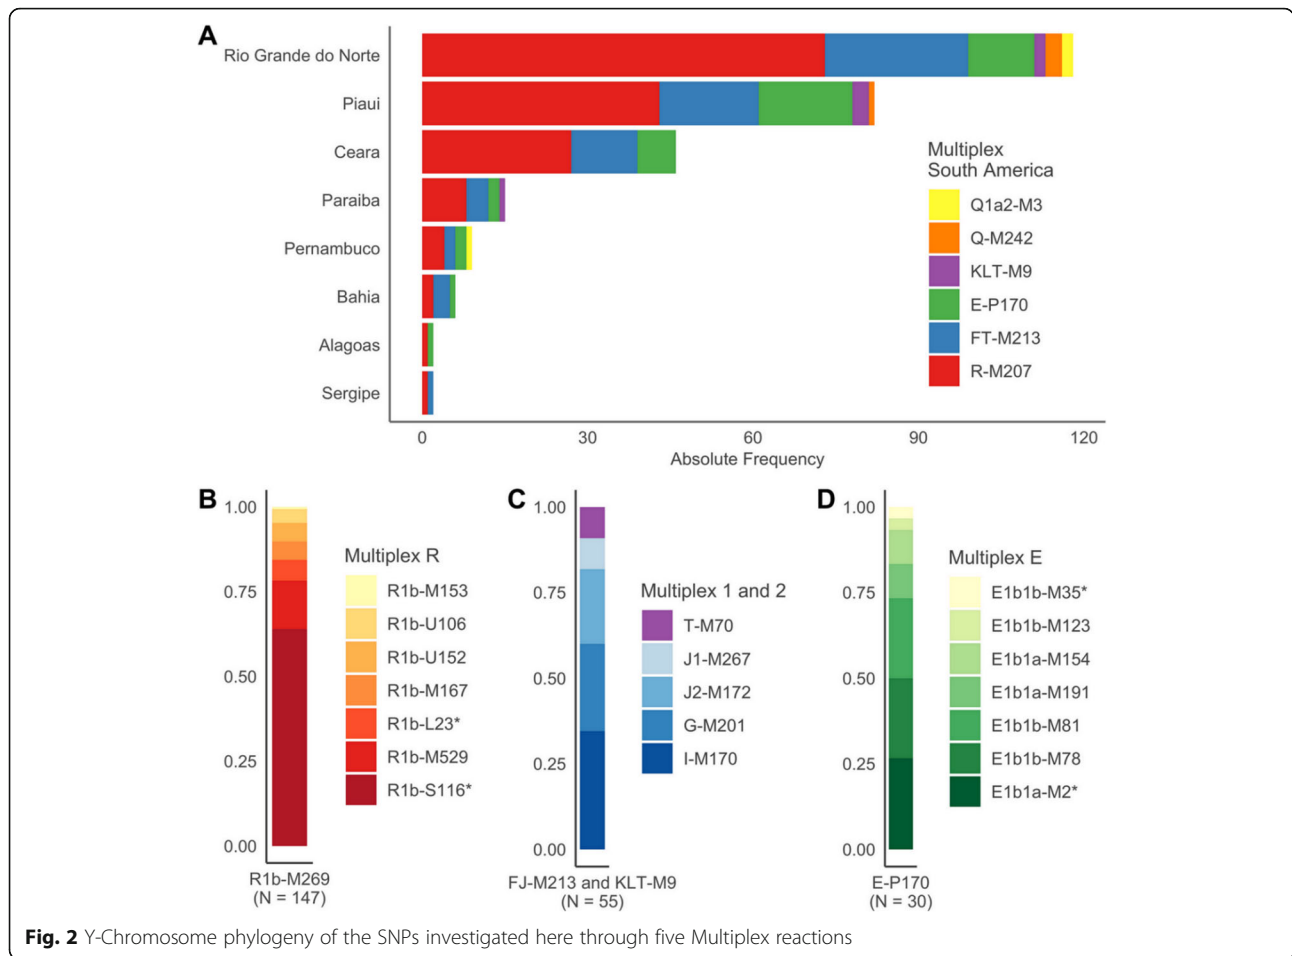 A
Rio Grande do Norte
Piaui
Ceara
Paraiba
Pernambuco
Bahia
Alagoas
Sergipe
0
30
60
90
120
Absolute Frequency
Multiplex
South America
Q1a2-M3
Q-M242
KLT-M9
E-P170
FT-M213
R-M207
B
1.00
0.75
0.50
0.25
0.00
R1b-M269
(N = 147)
Multiplex R
R1b-M153
R1b-U106
R1b-U152
R1b-M167
R1b-L23*
R1b-M529
R1b-S116*
C
1.00
0.75
0.50
0.25
0.00
FJ-M213 and KLT-M9
(N = 55)
Multiplex 1 and 2
T-M70
J1-M267
J2-M172
G-M201
I-M170
D
1.00
0.75
0.50
0.25
0.00
E-P170
(N = 30)
Multiplex E
E1b1b-M35*
E1b1b-M123
E1b1a-M154
E1b1a-M191
E1b1b-M81
E1b1b-M78
E1b1a-M2*
Fig. 2 Y-Chromosome phylogeny of the SNPs investigated here through five Multiplex reactions